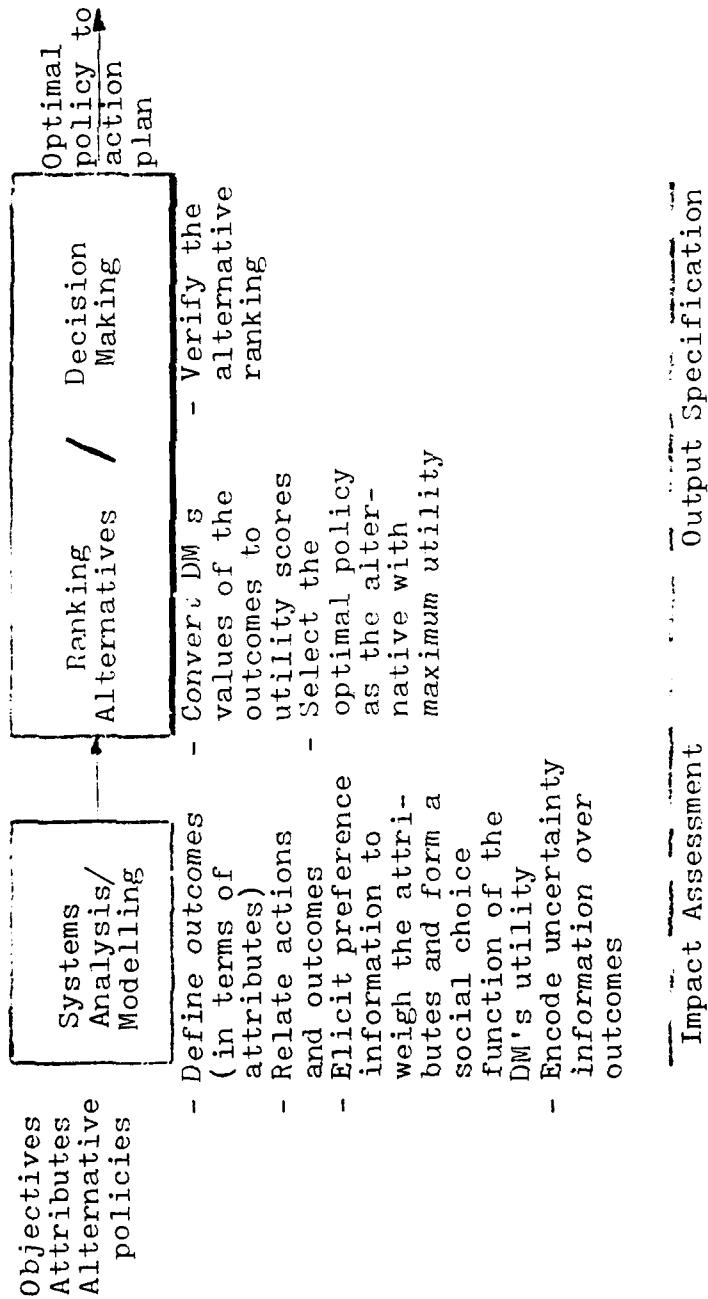 Objectives
Attributes
Alternative
policies
Systems
Analysis/
Modelling
- Define outcomes
(in terms of
attributes)
- Relate actions
and outcomes
- Elicit preference
information to
weigh the attri-
butes and form a
social choice
function of the
DM's utility
- Encode uncertainty
information over
outcomes
Ranking
Alternatives
/
Decision
Making
- Convert DM s
values of the
outcomes to
utility scores
- Select the
optimal policy
as the alter-
native with
maximum utility
- Verify the
alternative
ranking
Optimal
policy to
action
plan
Impact Assessment
Output Specification